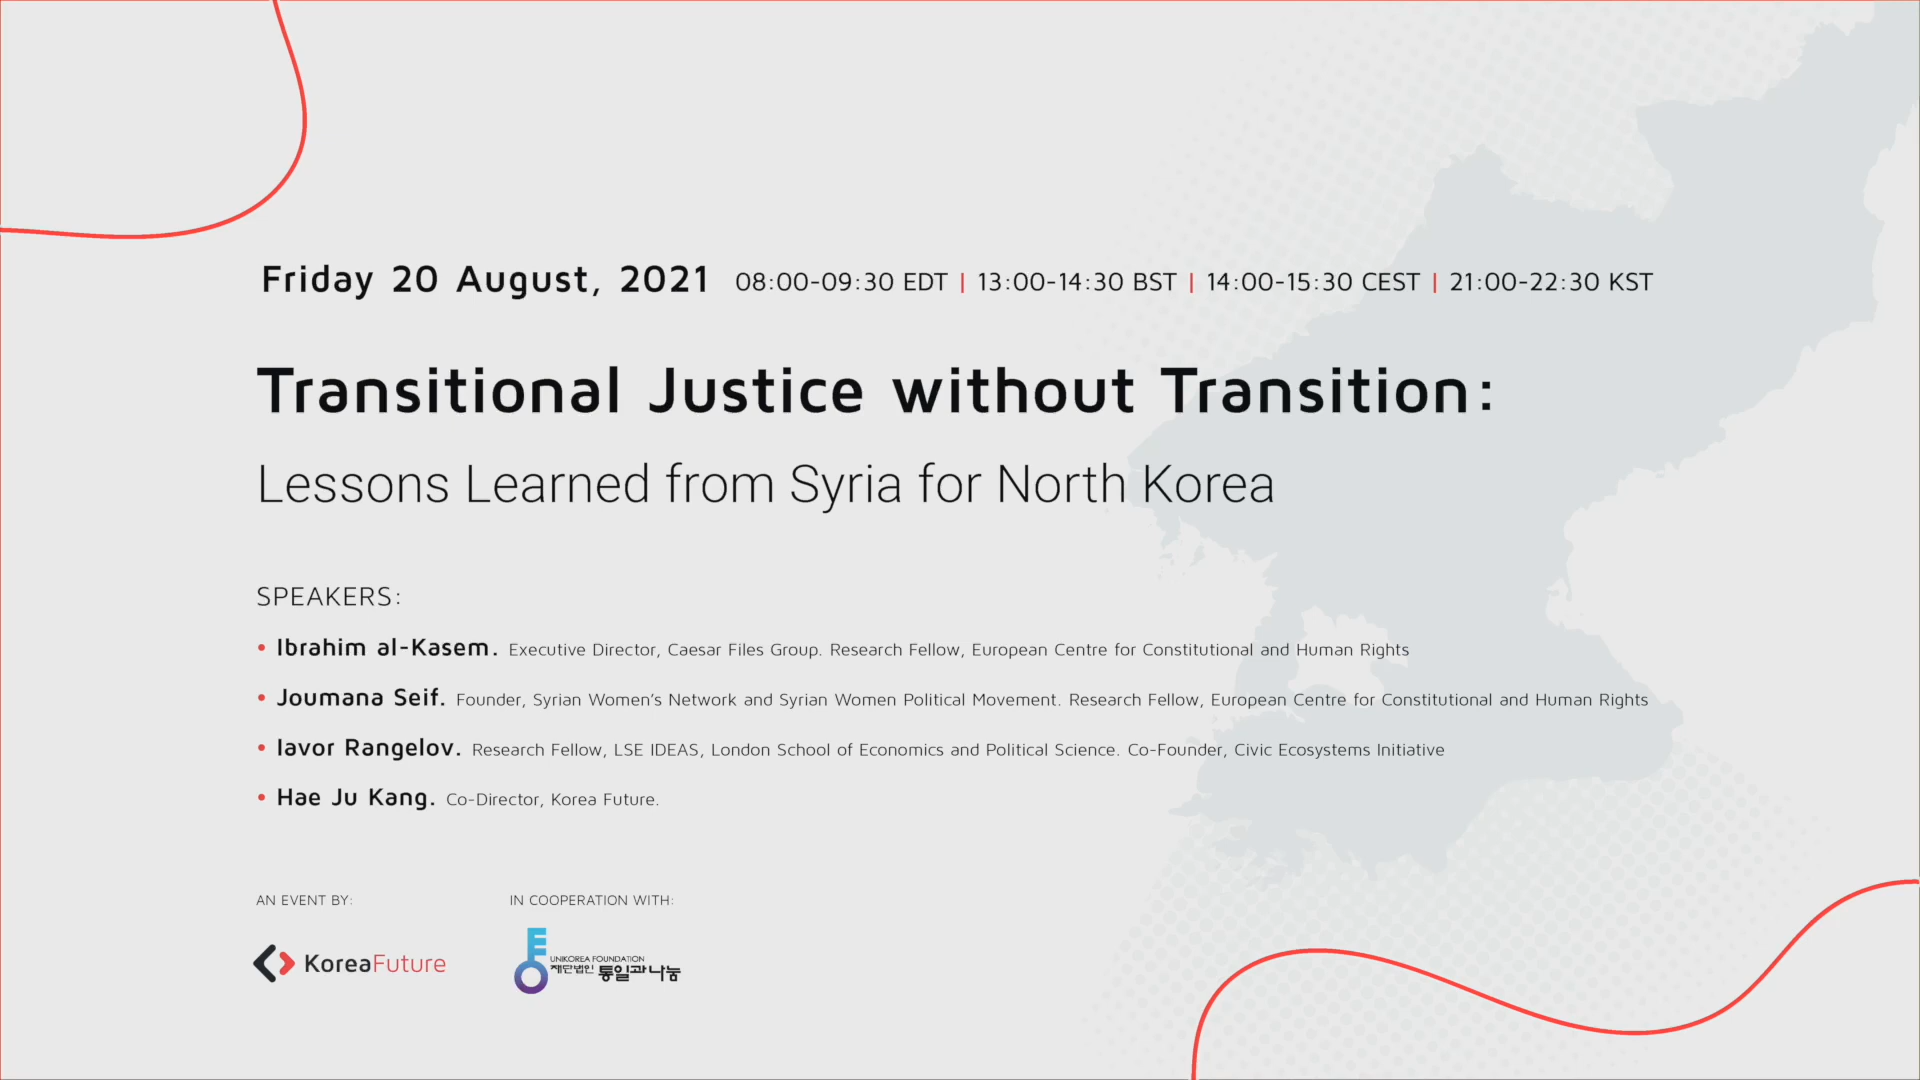 Friday 20 August, 2021 08:00-09:30 EDT | 13:00-14:30 BST | 14:00-15:30 CEST | 21:00-22:30 KST
Transitional Justice without Transition:
Lessons Learned from Syria for North Korea
SPEAKERS:
• Ibrahim al-Kasem. Executive Director, Caesar Files Group. Research Fellow, European Centre for Constitutional and Human Rights
• Joumana Seif. Founder, Syrian Women’s Network and Syrian Women Political Movement. Research Fellow, European Centre for Constitutional and Human Rights
• Iavor Rangelov. Research Fellow, LSE IDEAS, London School of Economics and Political Science. Co-Founder, Civic Ecosystems Initiative
• Hae Ju Kang. Co-Director, Korea Future.
AN EVENT BY:
KoreaFuture
IN COOPERATION WITH:
UNIKOREA FOUNDATION
재단법인 통일과나눔